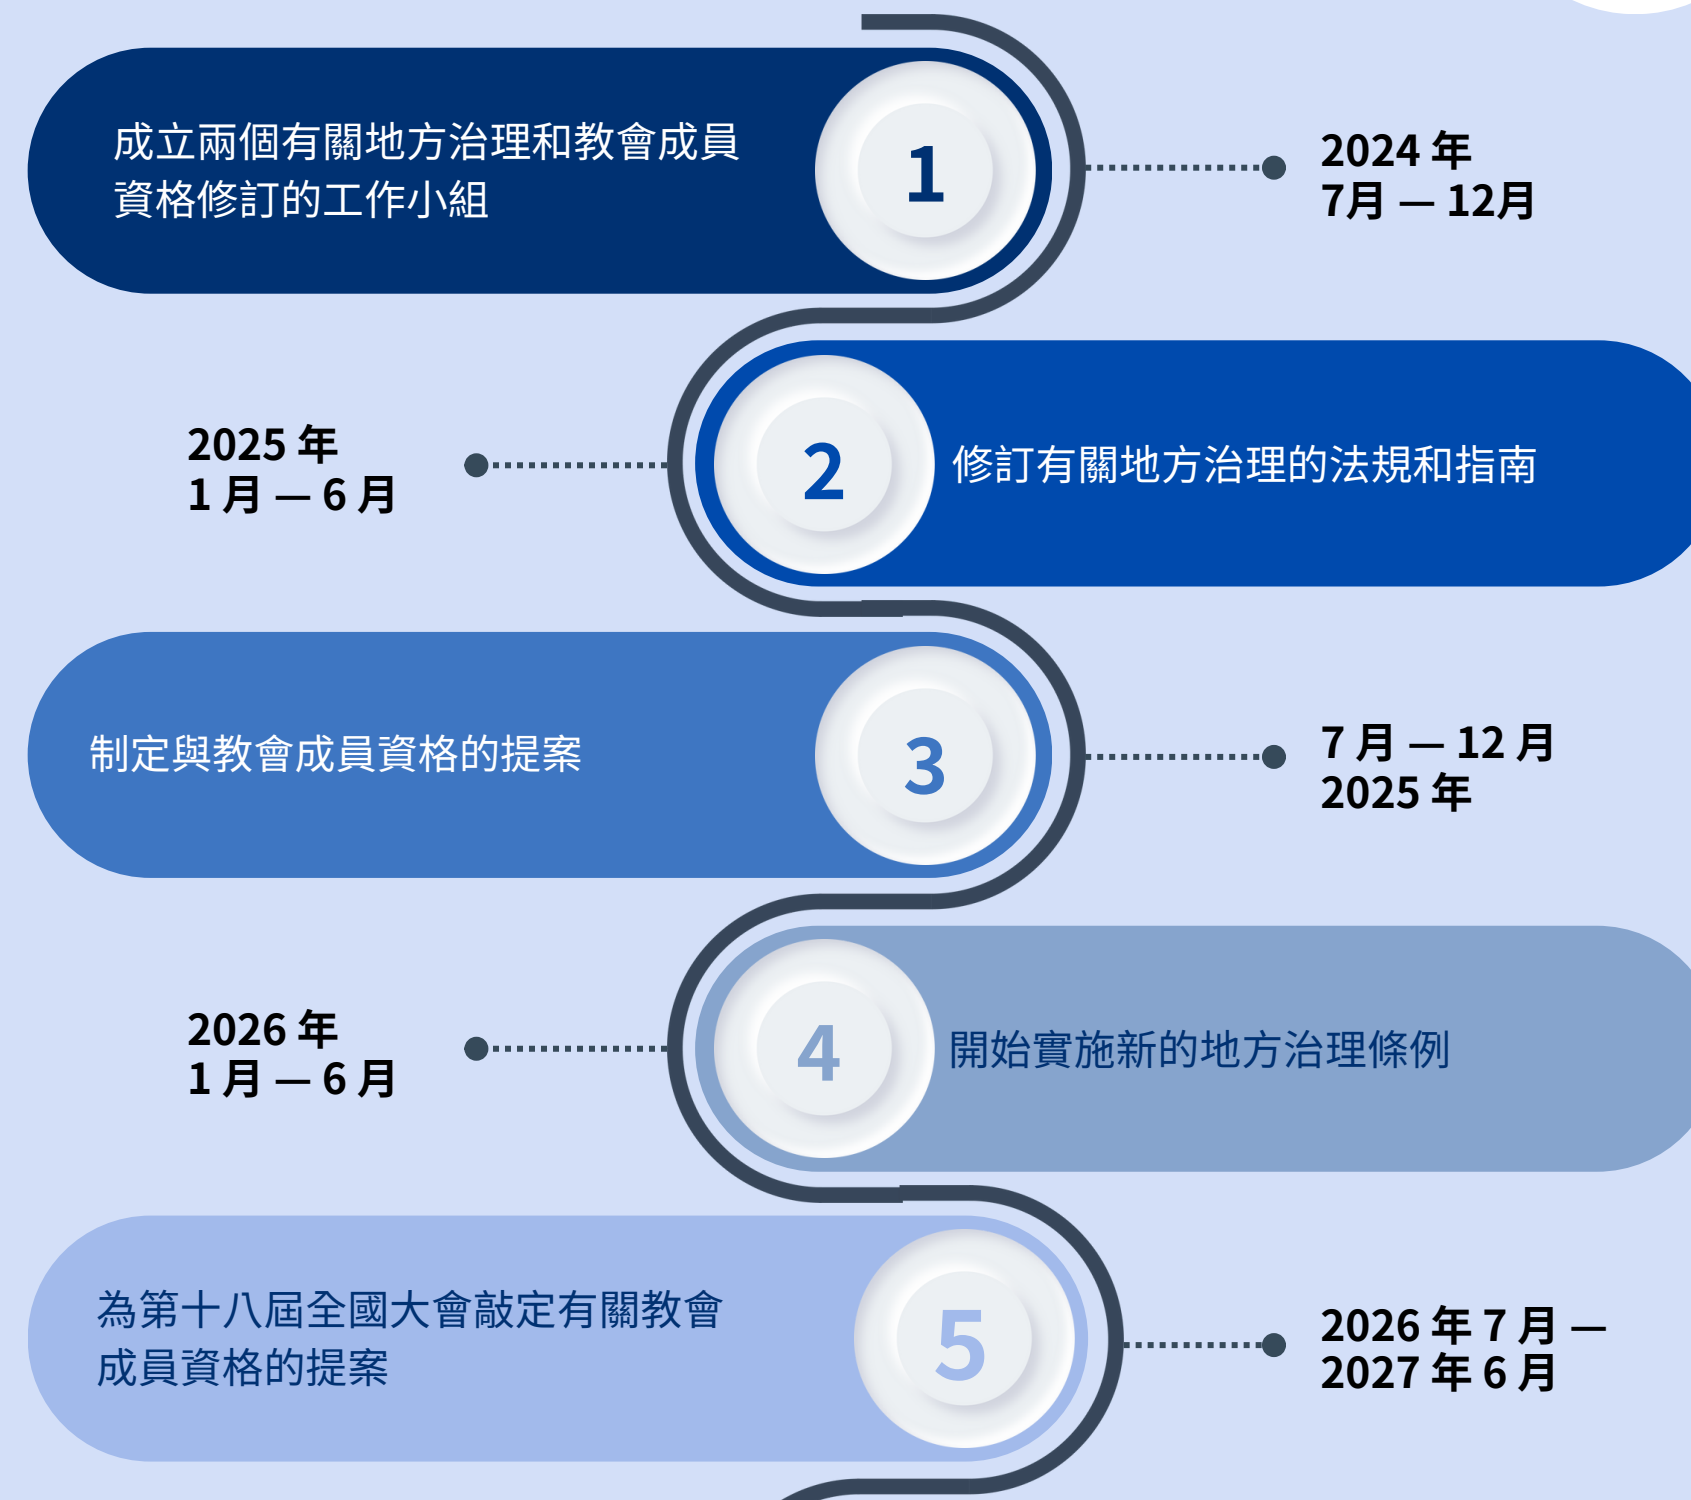 成立兩個有關地方治理和教會成員
資格修訂的工作小組
1
2024 年
7月 — 12月
2025 年
1 月 — 6 月
2
修訂有關地方治理的法規和指南
制定與教會成員資格的提案
3
7 月 — 12 月
2025 年
2026 年
1 月 — 6 月
4
開始實施新的地方治理條例
為第十八屆全國大會敲定有關教會
成員資格的提案
5
2026 年 7 月 —
2027 年 6 月